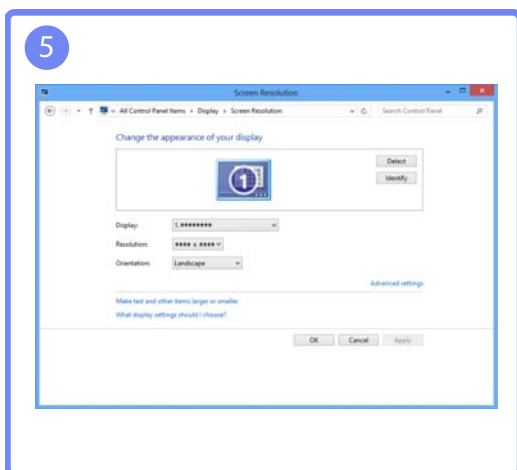 5
Screen Resolution
All Control Panel Items Display Screen Resolution Search Control Panel
Change the appearance of your display
1
Detect
Identify
Display: 1. ********
Resolution: **** x ****
Orientation: Landscape
Advanced settings
Make text and other items larger or smaller
What display settings should I choose?
OK Cancel Apply